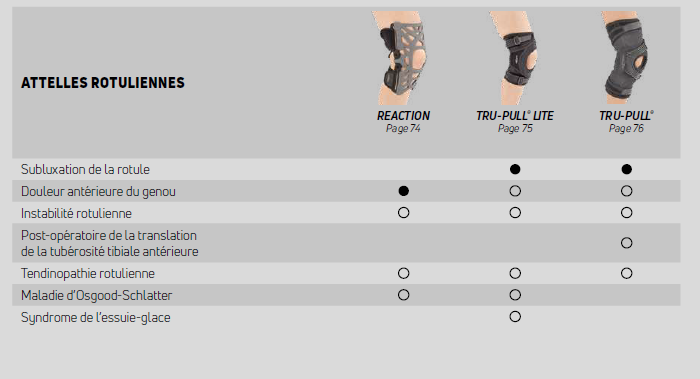 ATTELLES ROTULIENNES
REACTION
Page 74
TRU-PULL® LITE
Page 75
TRU-PULL®
Page 76
Subluxation de la rotule
Douleur antérieure du genou
Instabilité rotulienne
Post-opératoire de la translation
de la tubérosité tibiale antérieure
Tendinopathie rotulienne
Maladie d'Osgood-Schlatter
Syndrome de l'essuie-glace